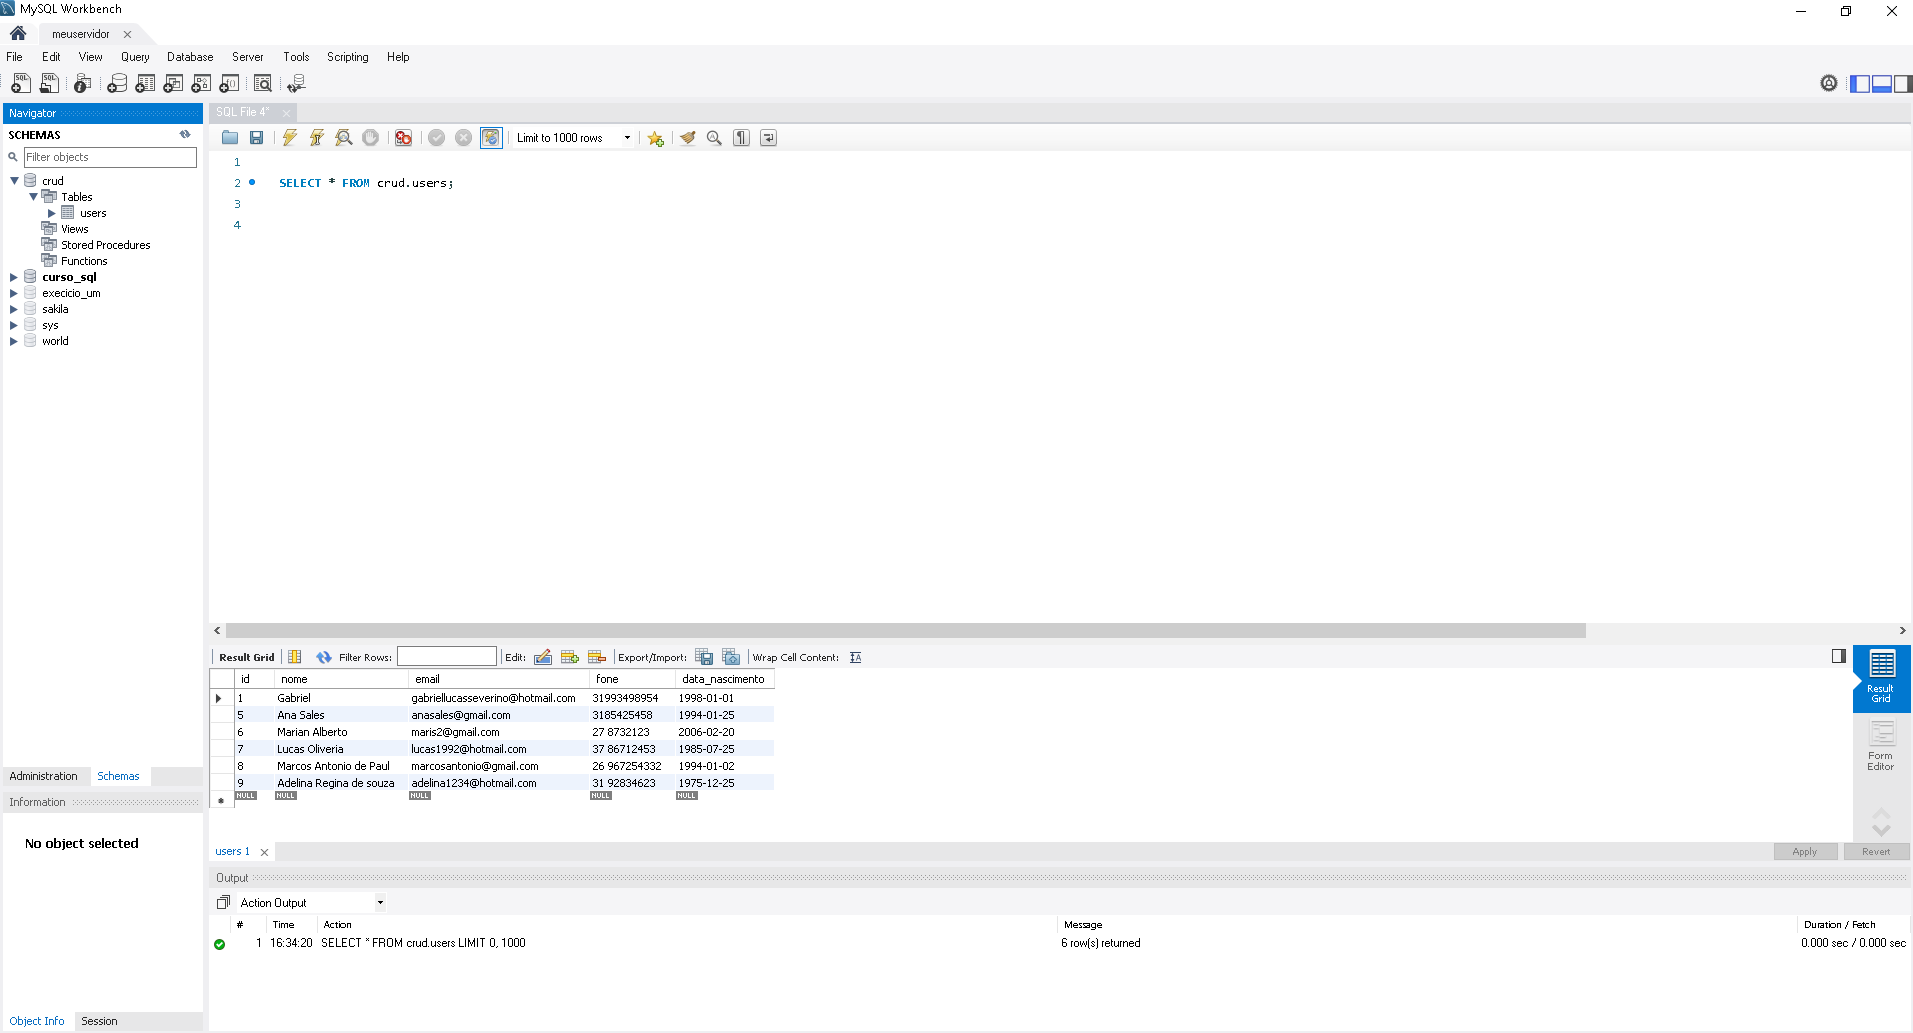 MySQL Workbench
meuservidor
File Edit View Query Database Server Tools Scripting Help
Navigator
SCHEMAS
Filter objects
crud
Tables
users
Views
Stored Procedures
Functions
curso_sql
execicio_um
sakila
sys
world
Administration Schemas
Information
No object selected
Object Info Session
SQL File 4*
Limit to 1000 rows
1
2 SELECT * FROM crud.users;
3
4
Result Grid Filter Rows: Edit: Export/Import: Wrap Cell Content:
id nome email fone data_nascimento
1 Gabriel gabriellucasseverino@hotmail.com 31993498954 1998-01-01
5 Ana Sales anasales@gmail.com 3185425458 1994-01-25
6 Marian Alberto maris2@gmail.com 27 8732123 2006-02-20
7 Lucas Oliveria lucas1992@hotmail.com 37 86712453 1985-07-25
8 Marcos Antonio de Paul marcosantonio@gmail.com 26 967254332 1994-01-02
9 Adelina Regina de souza adelina1234@hotmail.com 31 92834623 1975-12-25
NULL NULL NULL NULL NULL
Result
Grid
Form
Editor
users 1
Apply Revert
Output
Action Output
# Time Action Message Duration / Fetch
1 16:34:20 SELECT * FROM crud.users LIMIT 0, 1000 6 row(s) returned 0.000 sec / 0.000 sec